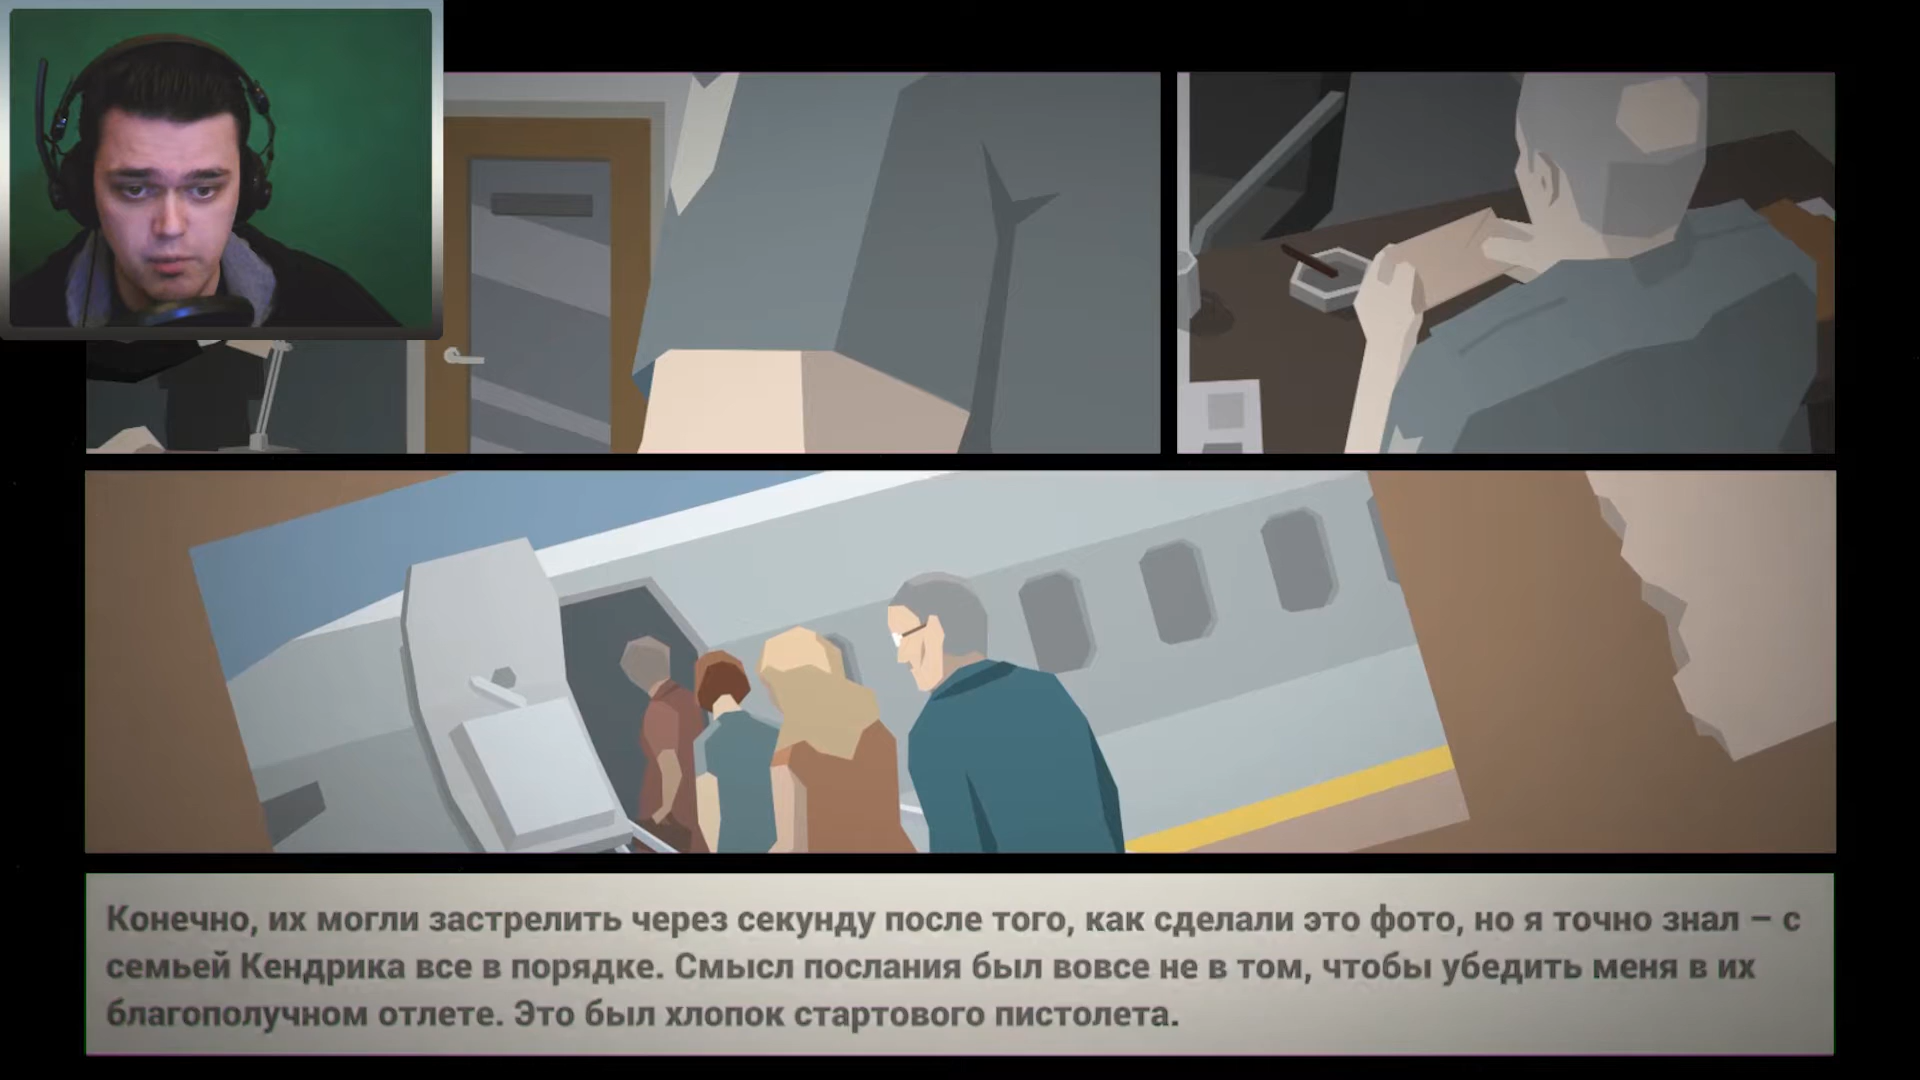 Конечно, их могли застрелить через секунду после того, как сделали это фото, но я точно знал – с
семьей Кендрика все в порядке. Смысл послания был вовсе не в том, чтобы убедить меня в их
благополучном отлете. Это был хлопок стартового пистолета.